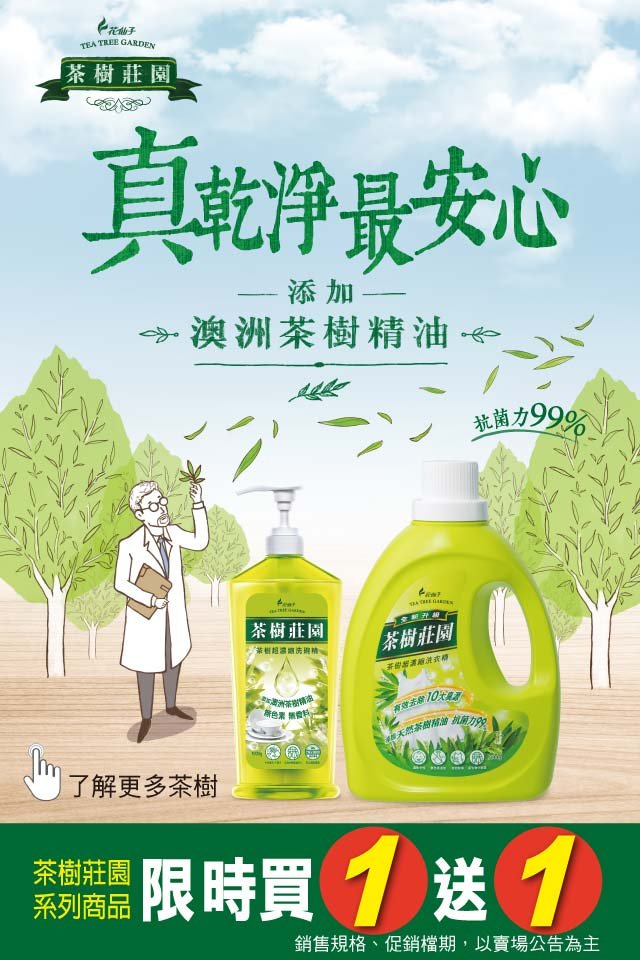 花仙子
TEA TREE GARDEN
茶樹莊園
真乾淨最安心
添加
澳洲茶樹精油
抗菌力99%
花仙子
TEA TREE GARDEN
茶樹莊園
茶樹超濃縮洗碗精
添加澳洲茶樹精油
無色素 無香料
花仙子
TEA TREE GARDEN
全新升級
茶樹莊園
茶樹超濃縮洗衣精
有效去除10大異味
天然茶樹精油 抗菌力99
了解更多茶樹
茶樹莊園
系列商品
限時買1送1
銷售規格、促銷檔期，以賣場公告為主